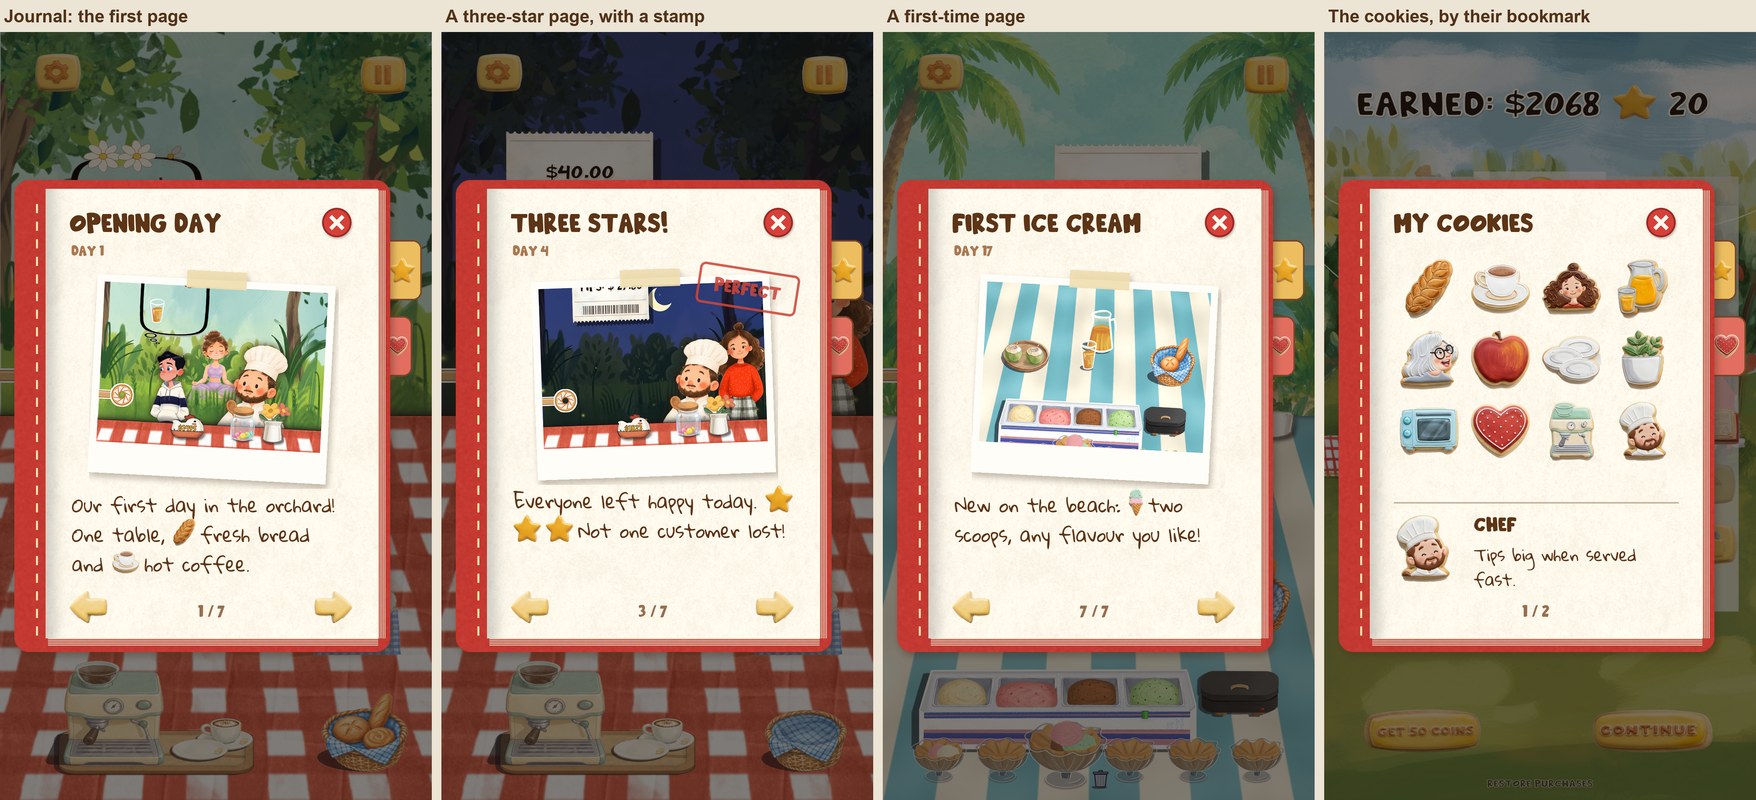 Journal: the first page
OPENING DAY
DAY 1
Our first day in the orchard!
One table, fresh bread
and hot coffee.
1 / 7
A three-star page, with a stamp
$40.00
THREE STARS!
DAY 4
PERFECT
Everyone left happy today.
Not one customer lost!
3 / 7
A first-time page
FIRST ICE CREAM
DAY 17
New on the beach: two
scoops, any flavour you like!
7 / 7
The cookies, by their bookmark
EARNED: $2068 20
MY COOKIES
CHEF
Tips big when served
fast.
1 / 2
GET 50 COINS
CONTINUE
RESTORE PURCHASES